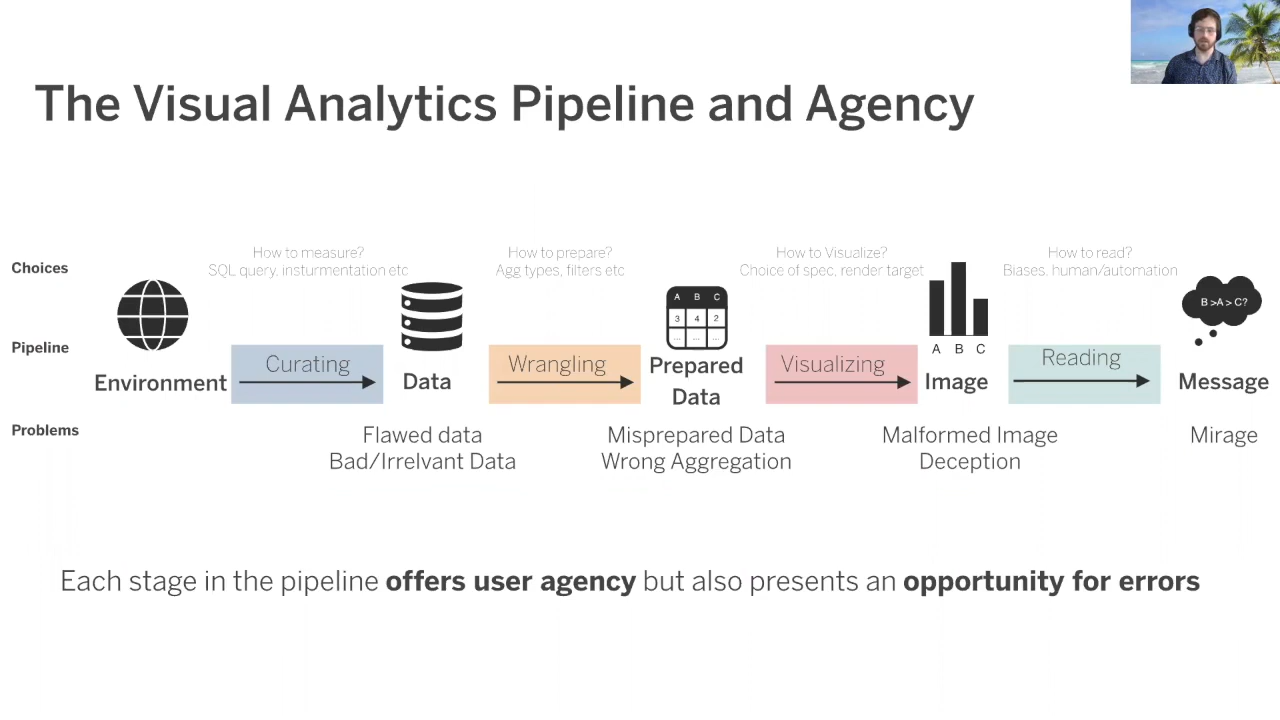 The Visual Analytics Pipeline and Agency
Choices
How to measure?
SQL query, insturmentation etc
How to prepare?
Agg types, filters etc
How to Visualize?
Choice of spec, render target
How to read?
Biases, human/automation
A B C
3 4 2
... ... ...
A B C
B >A > C?
Pipeline
Environment
Curating
Data
Wrangling
Prepared
Data
Visualizing
Image
Reading
Message
Problems
Flawed data
Bad/Irrelvant Data
Misprepared Data
Wrong Aggregation
Malformed Image
Deception
Mirage
Each stage in the pipeline offers user agency but also presents an opportunity for errors